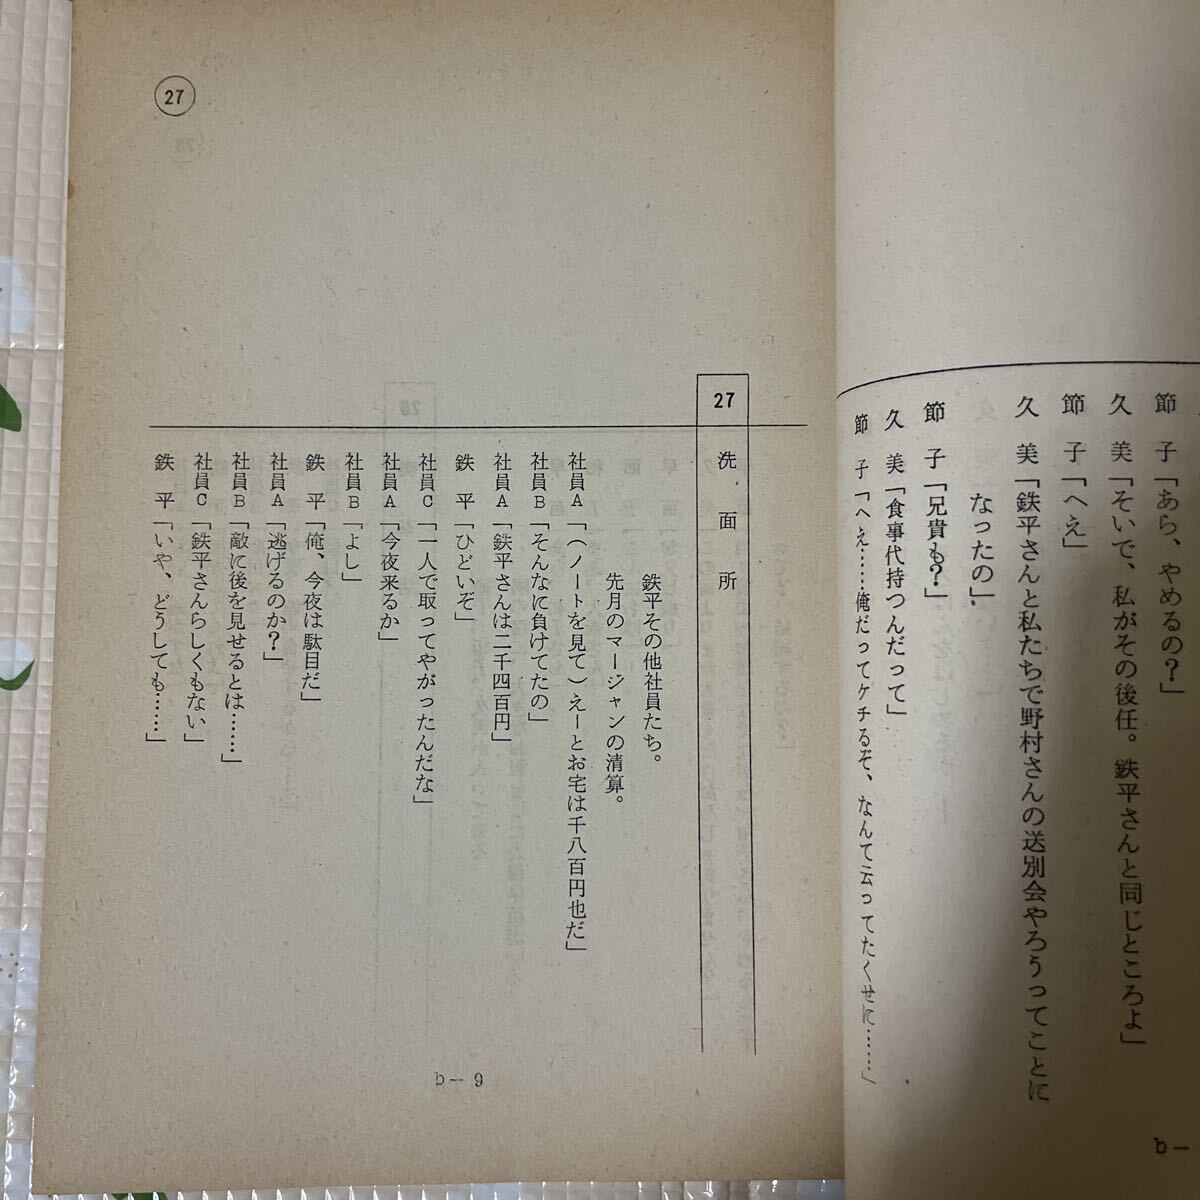 節　子「あら、やめるの？」
久　美「そいで、私がその後任。鉄平さんと同じところよ」
節　子「へえ」
久　美「鉄平さんと私たちで野村さんの送別会やろうってことに
なったの」
節　子「兄貴も？」
久　美「食事代持つんだって」
節　子「へえ……俺だってケチるぞ、なんて云ってたくせに……」
b－
27
27　洗面所
鉄平その他社員たち。
先月のマージャンの清算。
社員A「（ノートを見て）えーとお宅は千八百円也だ」
社員B「そんなに負けてたの」
社員A「鉄平さんは二千四百円」
鉄　平「ひどいぞ」
社員C「一人で取ってやがったんだな」
社員A「今夜来るか」
社員B「よし」
鉄　平「俺、今夜は駄目だ」
社員A「逃げるのか？」
社員B「敵に後を見せるとは……」
社員C「鉄平さんらしくもない」
鉄　平「いや、どうしても……」
b－9